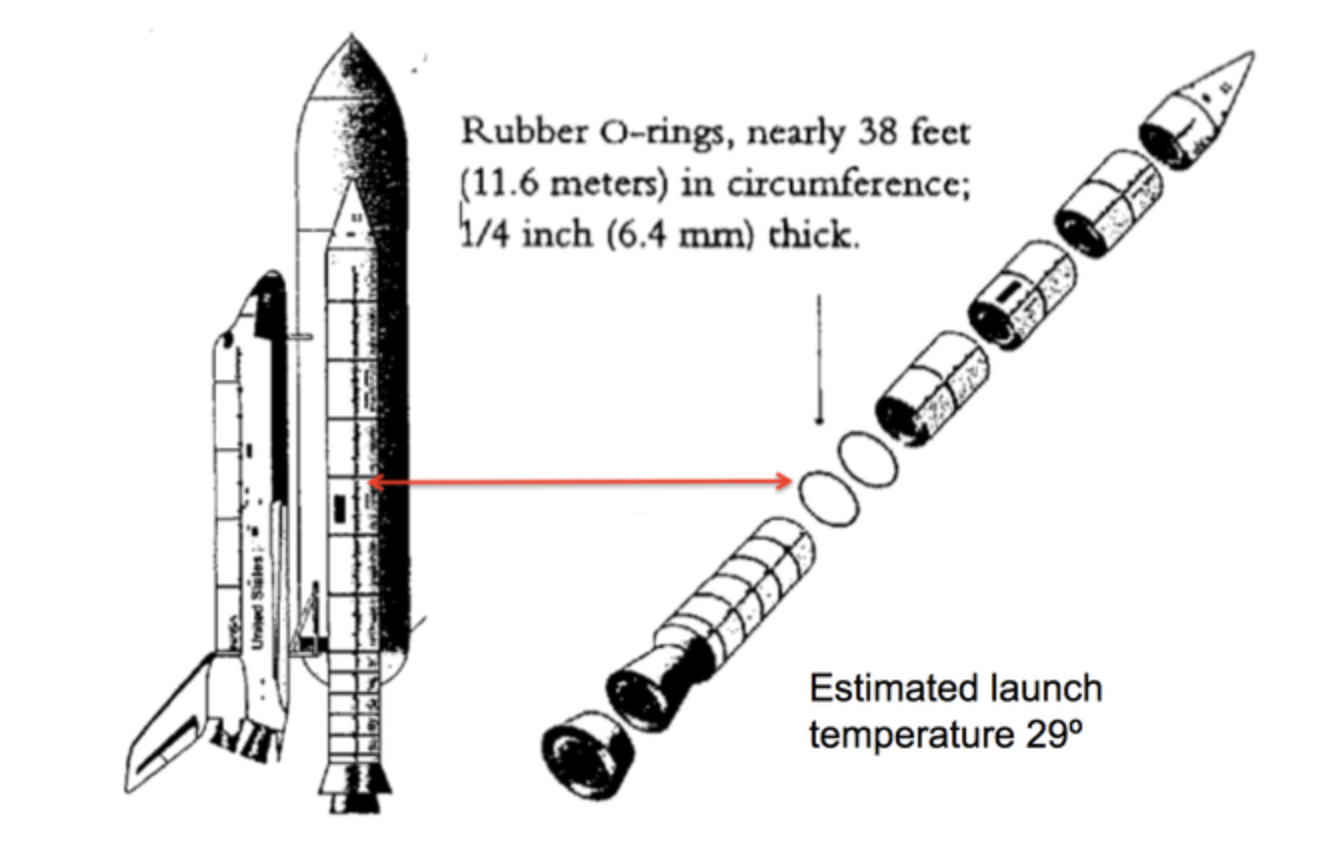 Rubber O-rings, nearly 38 feet
(11.6 meters) in circumference;
1/4 inch (6.4 mm) thick.
United States
Estimated launch
temperature 29º